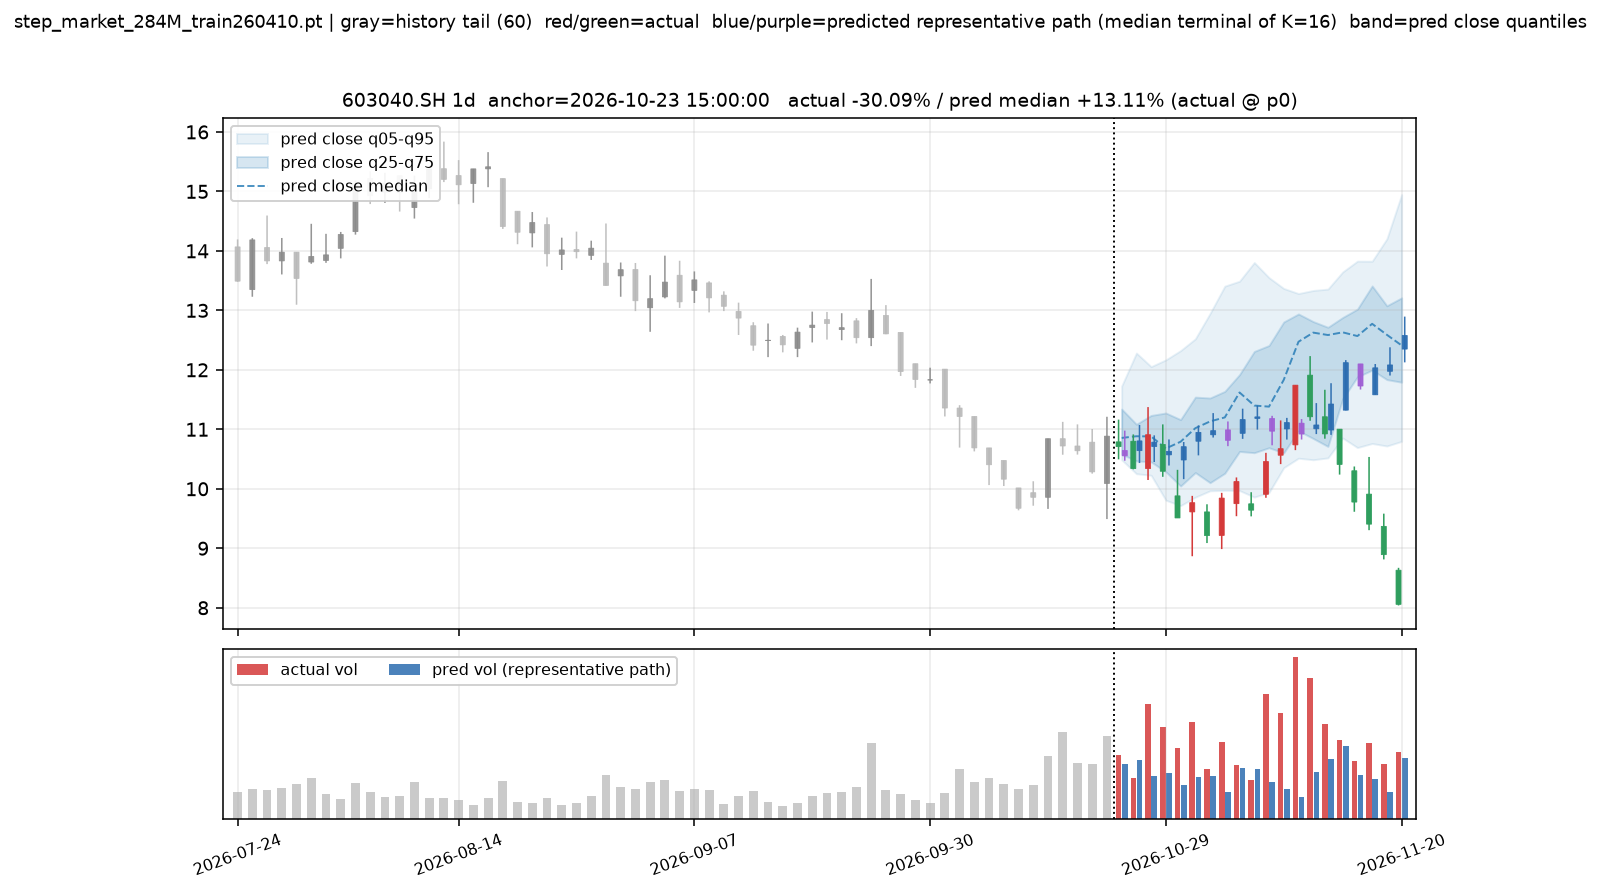 step_market_284M_train260410.pt | gray=history tail (60)  red/green=actual  blue/purple=predicted representative path (median terminal of K=16)  band=pred close quantiles
603040.SH 1d  anchor=2026-10-23 15:00:00   actual -30.09% / pred median +13.11% (actual @ p0)
pred close q05-q95
pred close q25-q75
pred close median
16
15
14
13
12
11
10
9
8
actual vol
pred vol (representative path)
2026-07-24
2026-08-14
2026-09-07
2026-09-30
2026-10-29
2026-11-20